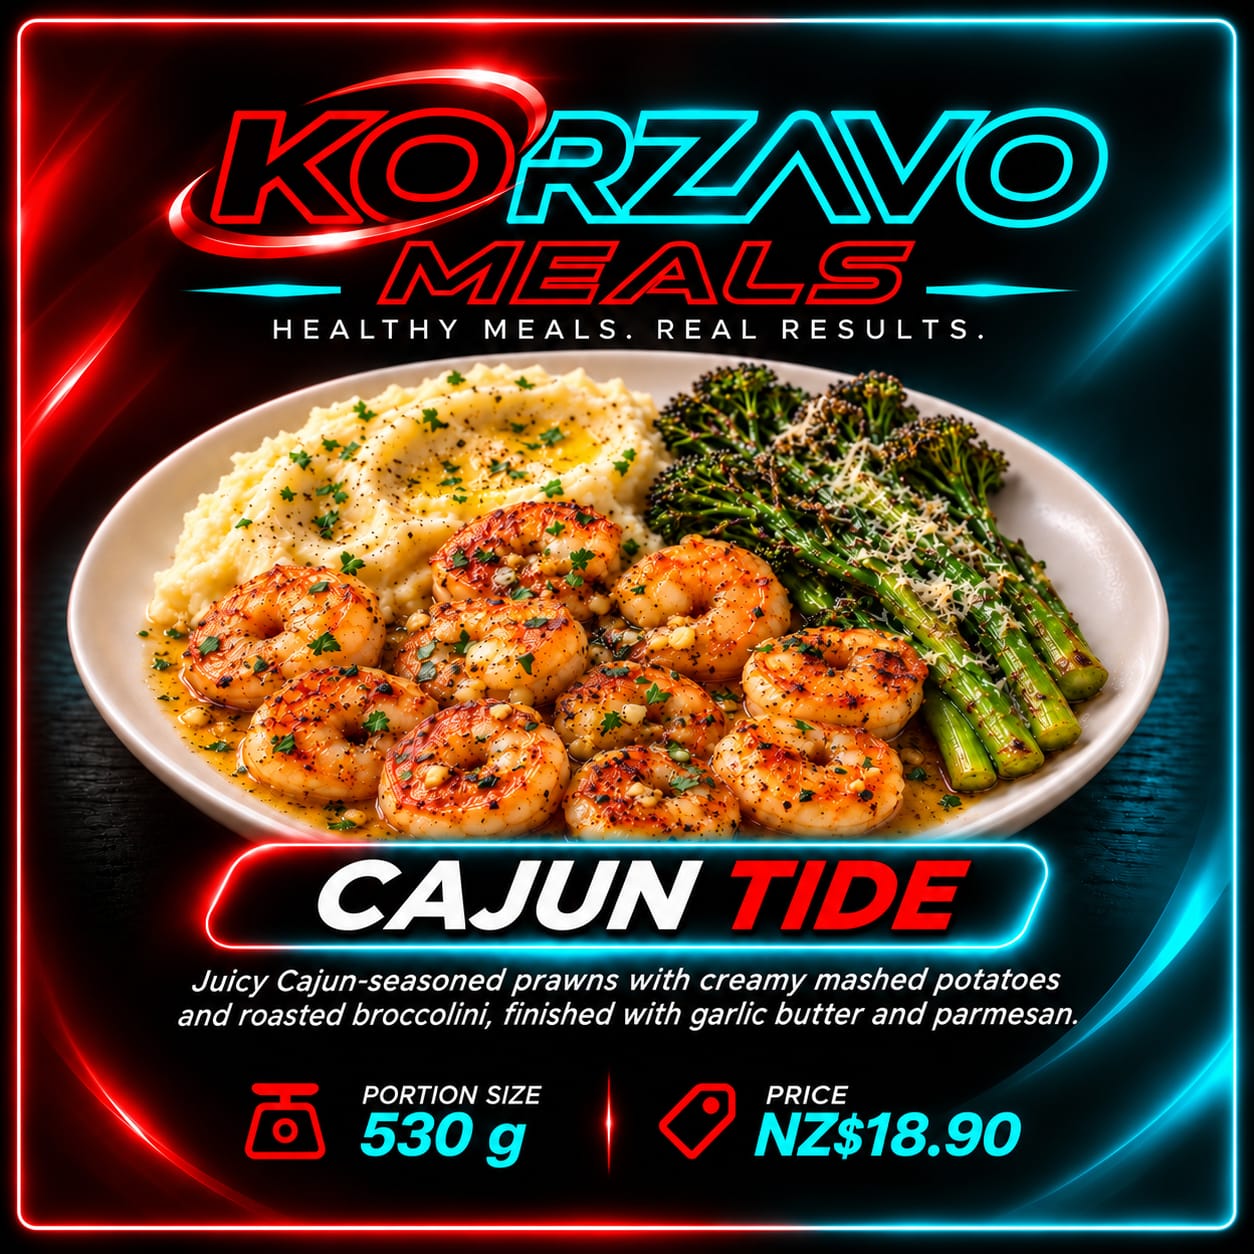 KORZAVO
MEALS
HEALTHY MEALS. REAL RESULTS.
CAJUN TIDE
Juicy Cajun-seasoned prawns with creamy mashed potatoes
and roasted broccolini, finished with garlic butter and parmesan.
PORTION SIZE
530 g
PRICE
NZ$18.90